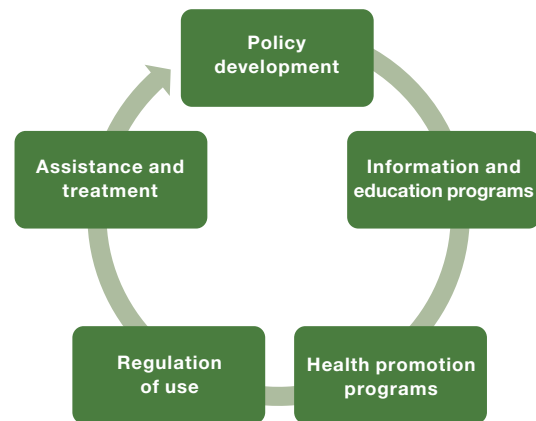 Policy
development
Information and
education programs
Health promotion
programs
Regulation
of use
Assistance and
treatment